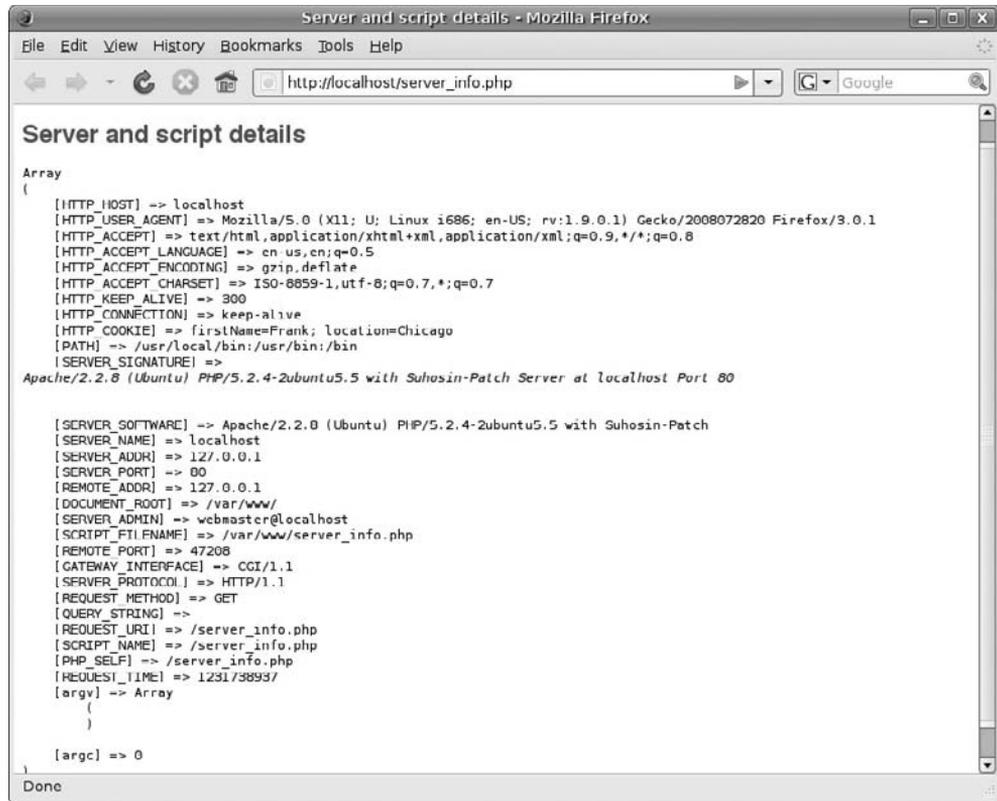 Server and script details - Mozilla Firefox
File Edit View History Bookmarks Tools Help
http://localhost/server_info.php
G Google
Server and script details
Array
(
[HTTP_HOST] => localhost
[HTTP_USER_AGENT] => Mozilla/5.0 (X11; U; Linux i686; en-US; rv:1.9.0.1) Gecko/2008072820 Firefox/3.0.1
[HTTP_ACCEPT] => text/html,application/xhtml+xml,application/xml;q=0.9,*/*;q=0.8
[HTTP_ACCEPT_LANGUAGE] => en-us,en;q=0.5
[HTTP_ACCEPT_ENCODING] => gzip,deflate
[HTTP_ACCEPT_CHARSET] => ISO-8859-1,utf-8;q=0.7,*;q=0.7
[HTTP_KEEP_ALIVE] => 300
[HTTP_CONNECTION] => keep-alive
[HTTP_COOKIE] => firstName=Frank; location=Chicago
[PATH] => /usr/local/bin:/usr/bin:/bin
[SERVER_SIGNATURE] =>
Apache/2.2.8 (Ubuntu) PHP/5.2.4-2ubuntu5.5 with Suhosin-Patch Server at localhost Port 80
[SERVER_SOFTWARE] => Apache/2.2.8 (Ubuntu) PHP/5.2.4-2ubuntu5.5 with Suhosin-Patch
[SERVER_NAME] => localhost
[SERVER_ADDR] => 127.0.0.1
[SERVER_PORT] => 80
[REMOTE_ADDR] => 127.0.0.1
[DOCUMENT_ROOT] => /var/www/
[SERVER_ADMIN] => webmaster@localhost
[SCRIPT_FILENAME] => /var/www/server_info.php
[REMOTE_PORT] => 47208
[GATEWAY_INTERFACE] => CGI/1.1
[SERVER_PROTOCOL] => HTTP/1.1
[REQUEST_METHOD] => GET
[QUERY_STRING] =>
[REQUEST_URI] => /server_info.php
[SCRIPT_NAME] => /server_info.php
[PHP_SELF] => /server_info.php
[REQUEST_TIME] => 1231738937
[argv] => Array
(
)
[argc] => 0
)
Done